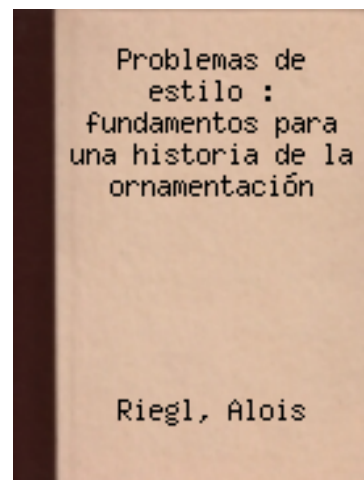 Problemas de
estilo :
fundamentos para
una historia de la
ornamentación
Riegl, Alois